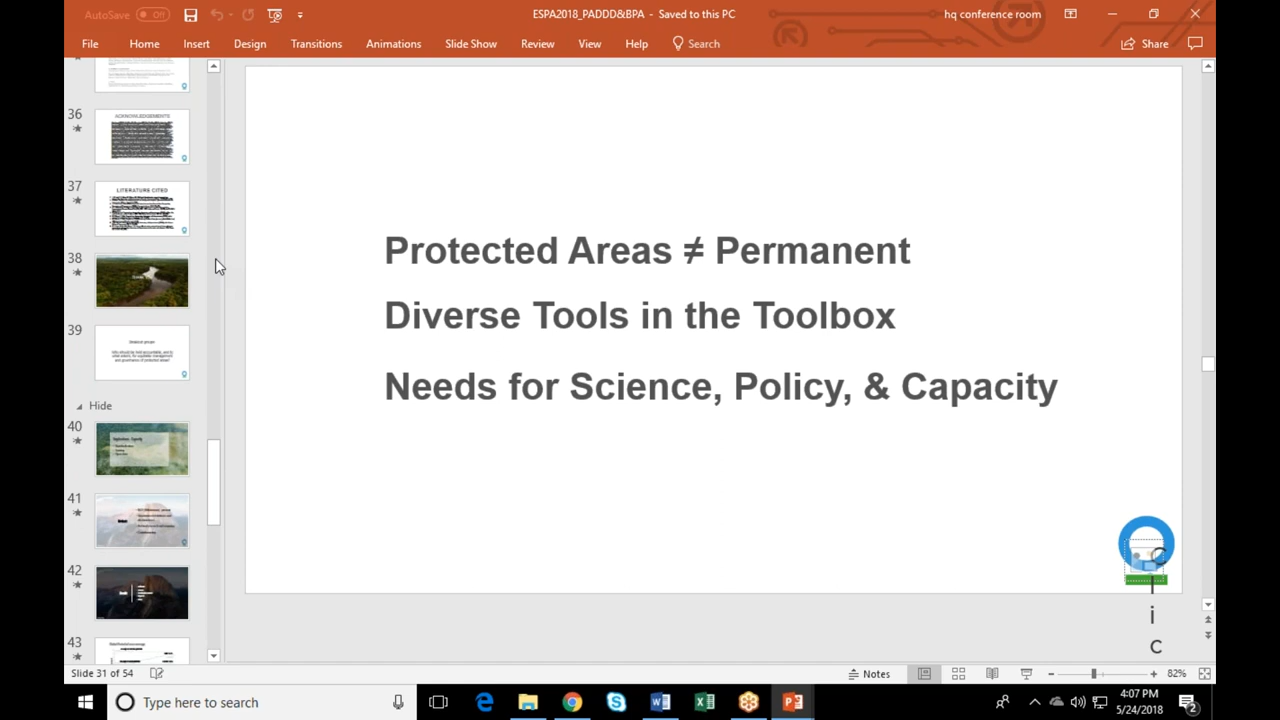 AutoSave Off
ESPA2018_PADDD&BPA - Saved to this PC
hq conference room
File Home Insert Design Transitions Animations Slide Show Review View Help Search Share
36
ACKNOWLEDGEMENTS
37
LITERATURE CITED
38
39
Hide
40
41
42
43
Protected Areas ≠ Permanent
Diverse Tools in the Toolbox
Needs for Science, Policy, & Capacity
C
l
i
c
Slide 31 of 54
Notes
82%
Type here to search
4:07 PM
5/24/2018
2